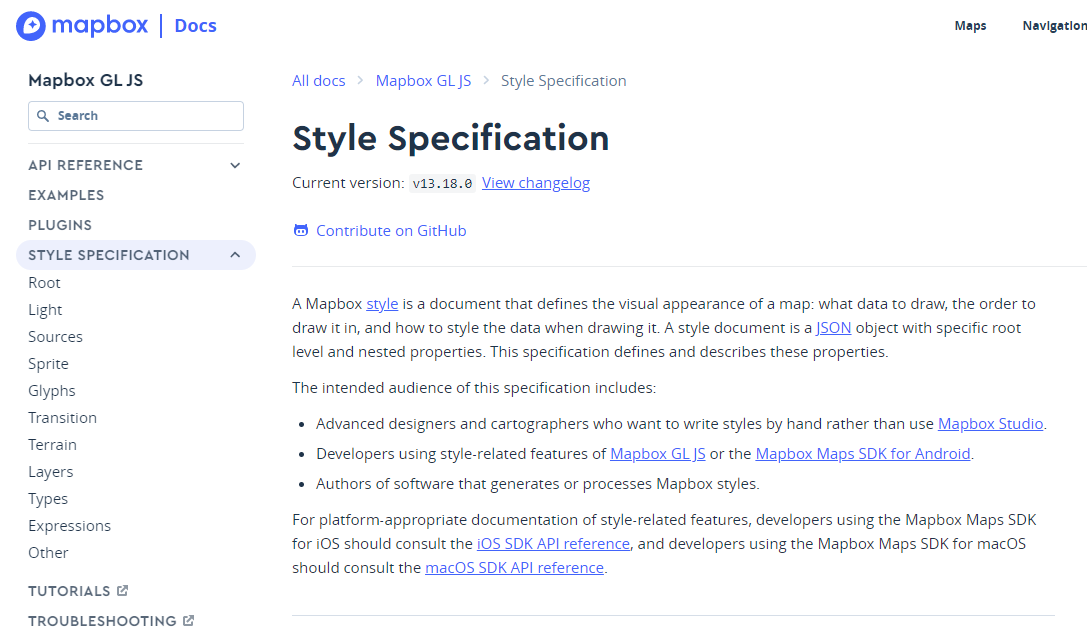 mapbox | Docs
Maps
Navigation
Mapbox GL JS
Search
API REFERENCE
EXAMPLES
PLUGINS
STYLE SPECIFICATION
Root
Light
Sources
Sprite
Glyphs
Transition
Terrain
Layers
Types
Expressions
Other
TUTORIALS
TROUBLESHOOTING
All docs > Mapbox GL JS > Style Specification
Style Specification
Current version: v13.18.0 View changelog
Contribute on GitHub
A Mapbox style is a document that defines the visual appearance of a map: what data to draw, the order to
draw it in, and how to style the data when drawing it. A style document is a JSON object with specific root
level and nested properties. This specification defines and describes these properties.
The intended audience of this specification includes:
• Advanced designers and cartographers who want to write styles by hand rather than use Mapbox Studio.
• Developers using style-related features of Mapbox GL JS or the Mapbox Maps SDK for Android.
• Authors of software that generates or processes Mapbox styles.
For platform-appropriate documentation of style-related features, developers using the Mapbox Maps SDK
for iOS should consult the iOS SDK API reference, and developers using the Mapbox Maps SDK for macOS
should consult the macOS SDK API reference.